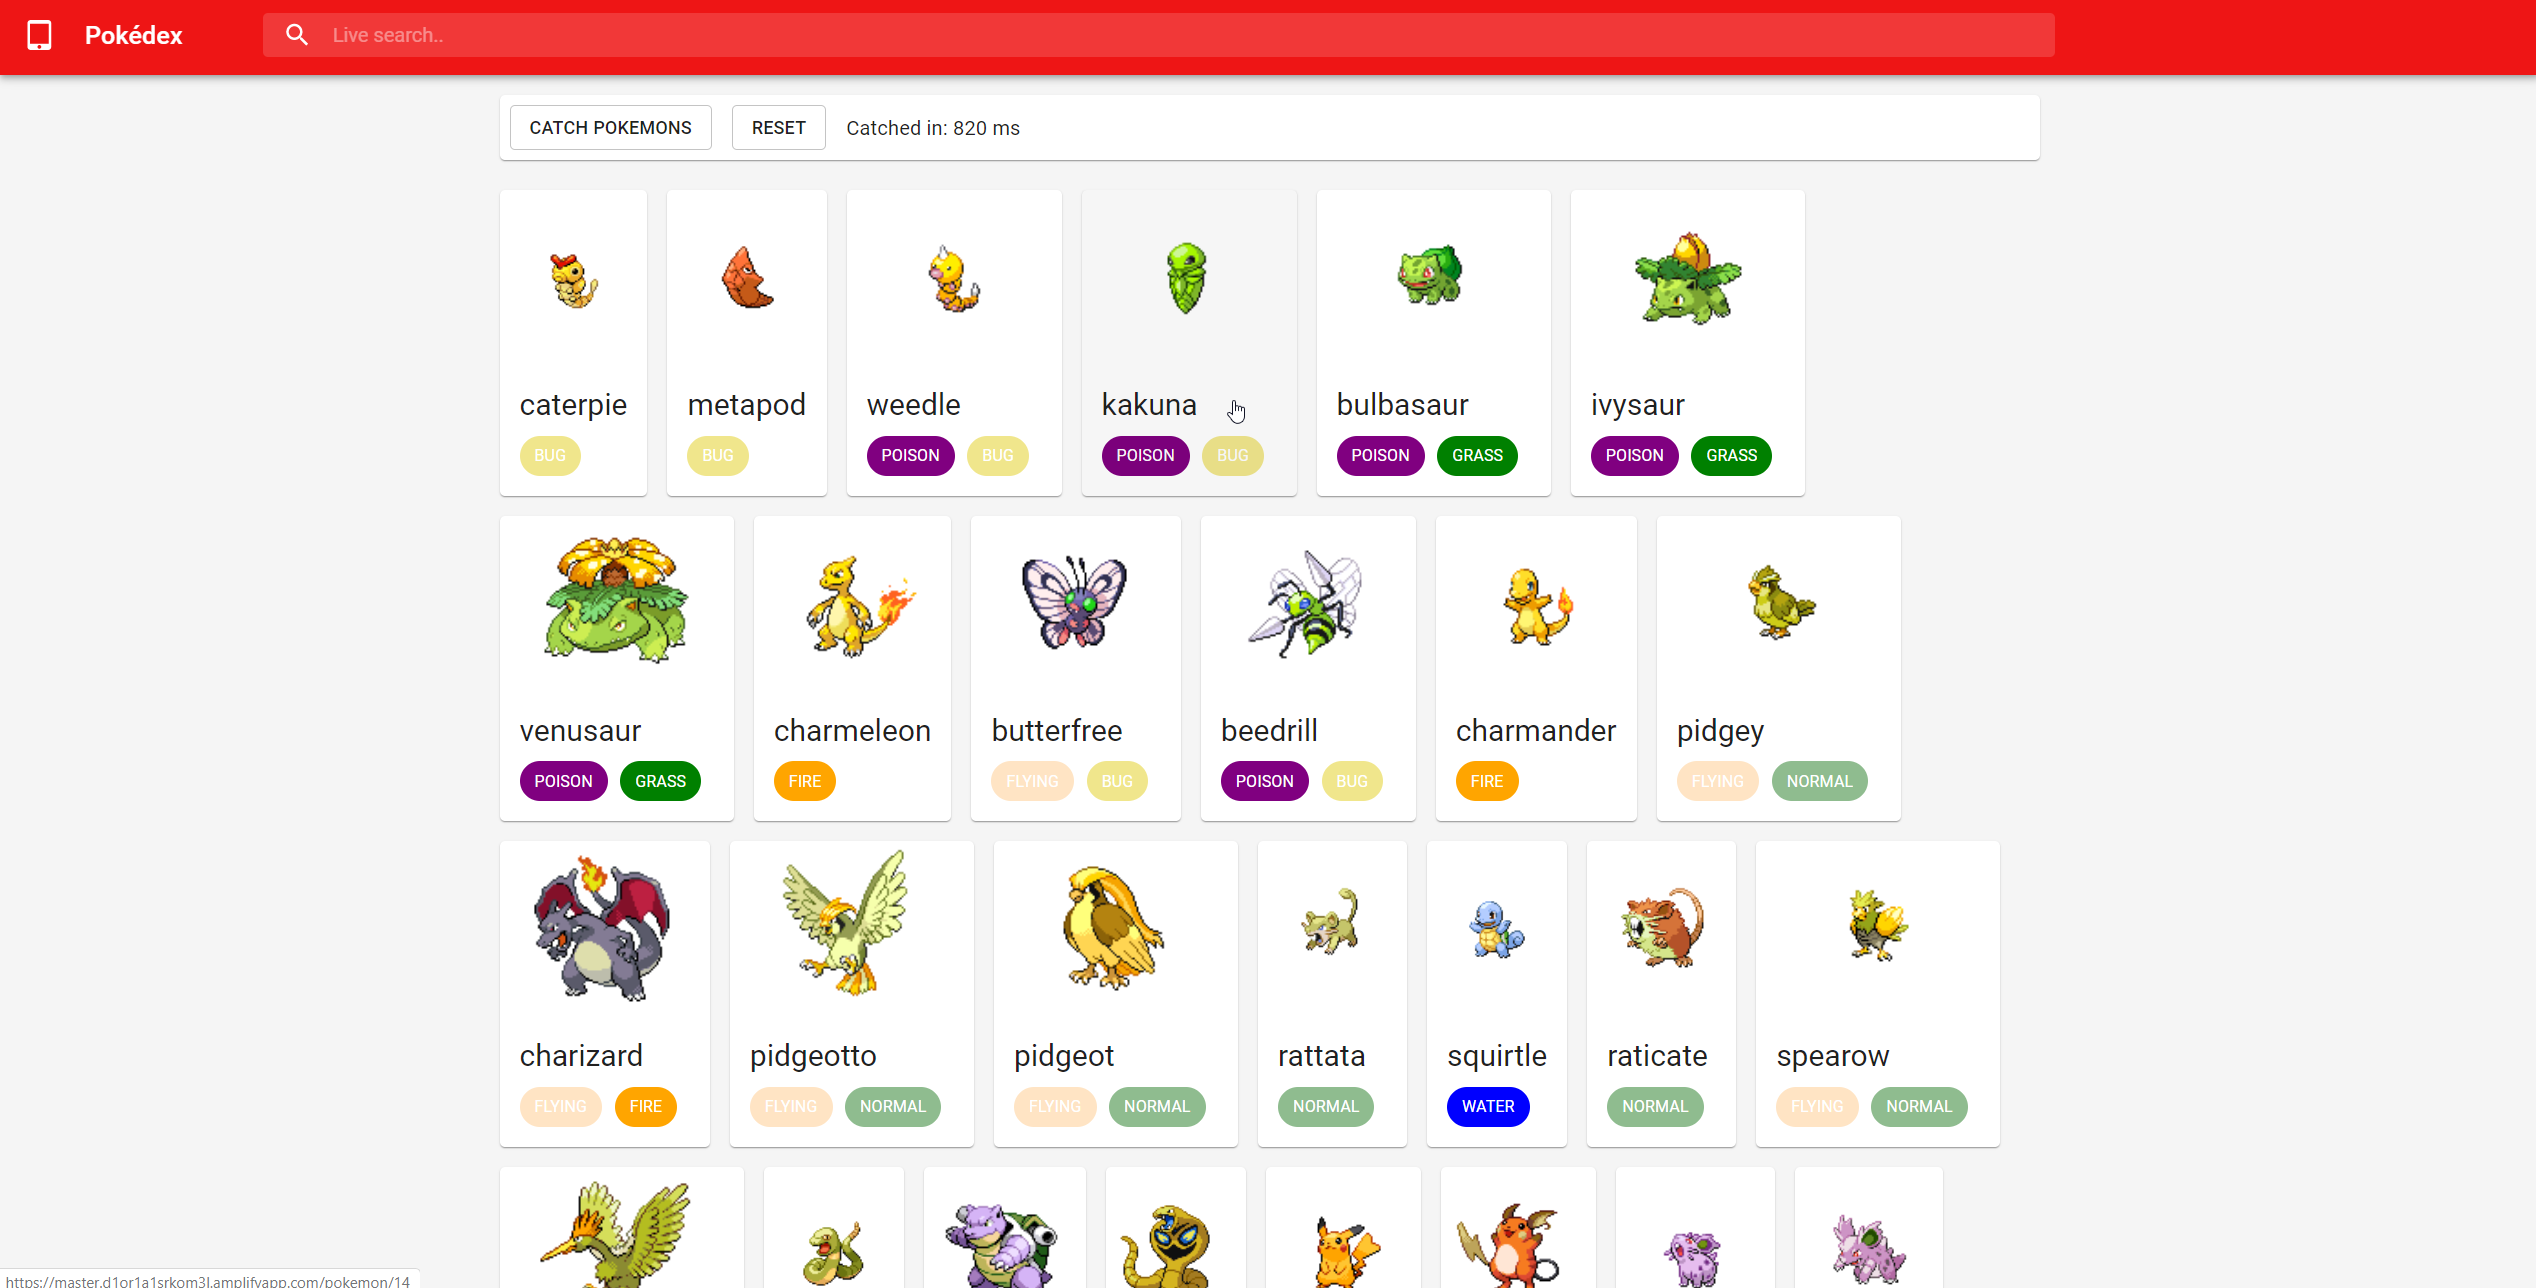 Pokédex Live search..
CATCH POKEMONS RESET Catched in: 820 ms
caterpie metapod weedle kakuna bulbasaur ivysaur
BUG BUG POISON BUG POISON BUG POISON GRASS POISON GRASS
venusaur charmeleon butterfree beedrill charmander pidgey
POISON GRASS FIRE FLYING BUG POISON BUG FIRE FLYING NORMAL
charizard pidgeotto pidgeot rattata squirtle raticate spearow
FLYING FIRE FLYING NORMAL FLYING NORMAL NORMAL WATER NORMAL FLYING NORMAL
https://master.d1or1a1srkom3l.amplifyapp.com/pokemon/14